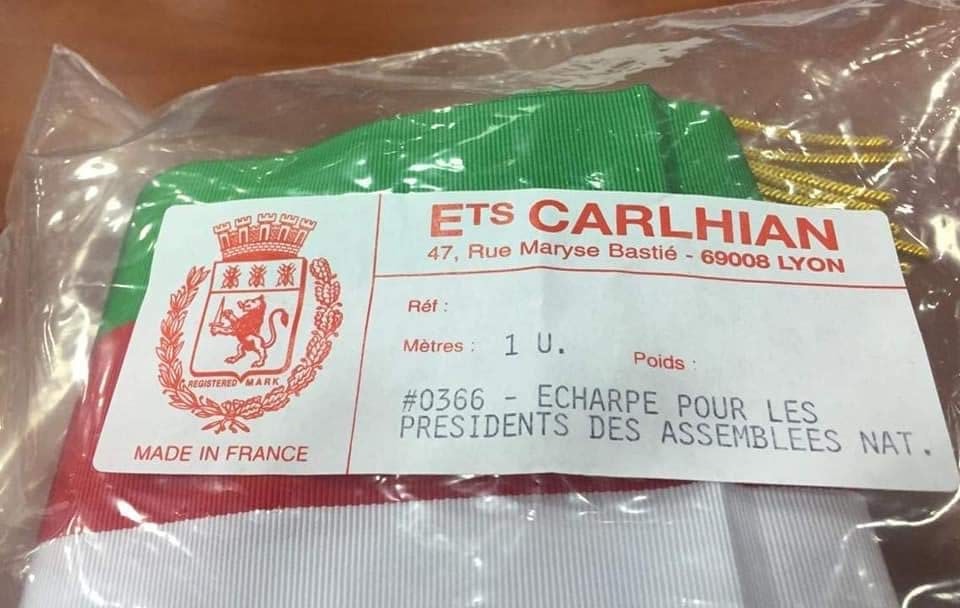 ETS CARLHIAN
47, Rue Maryse Bastié - 69008 LYON
Réf :
Mètres : 1 U.
Poids :
#0366 - ECHARPE POUR LES
PRESIDENTS DES ASSEMBLEES NAT.
REGISTERED MARK
MADE IN FRANCE